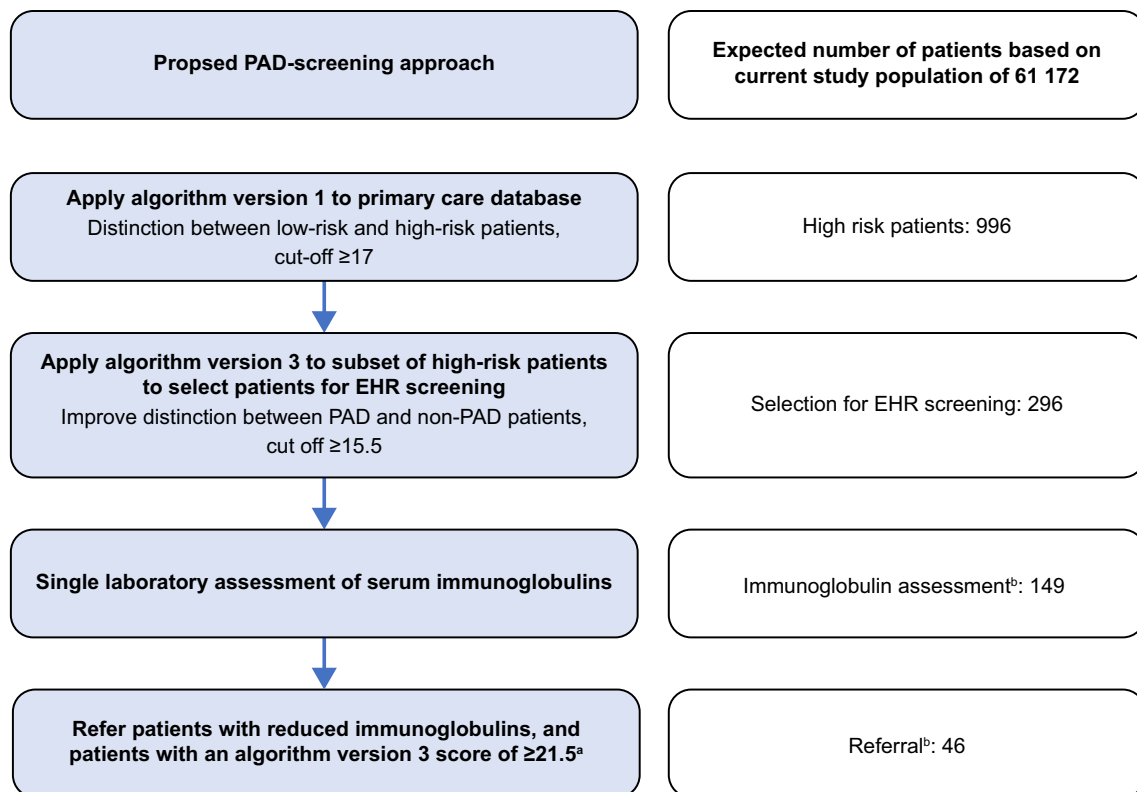 Propsed PAD-screening approach
Expected number of patients based on
current study population of 61 172
Apply algorithm version 1 to primary care database
Distinction between low-risk and high-risk patients,
cut-off ≥17
High risk patients: 996
Apply algorithm version 3 to subset of high-risk patients
to select patients for EHR screening
Improve distinction between PAD and non-PAD patients,
cut off ≥15.5
Selection for EHR screening: 296
Single laboratory assessment of serum immunoglobulins
Immunoglobulin assessmentᵇ: 149
Refer patients with reduced immunoglobulins, and
patients with an algorithm version 3 score of ≥21.5ᵃ
Referralᵇ: 46